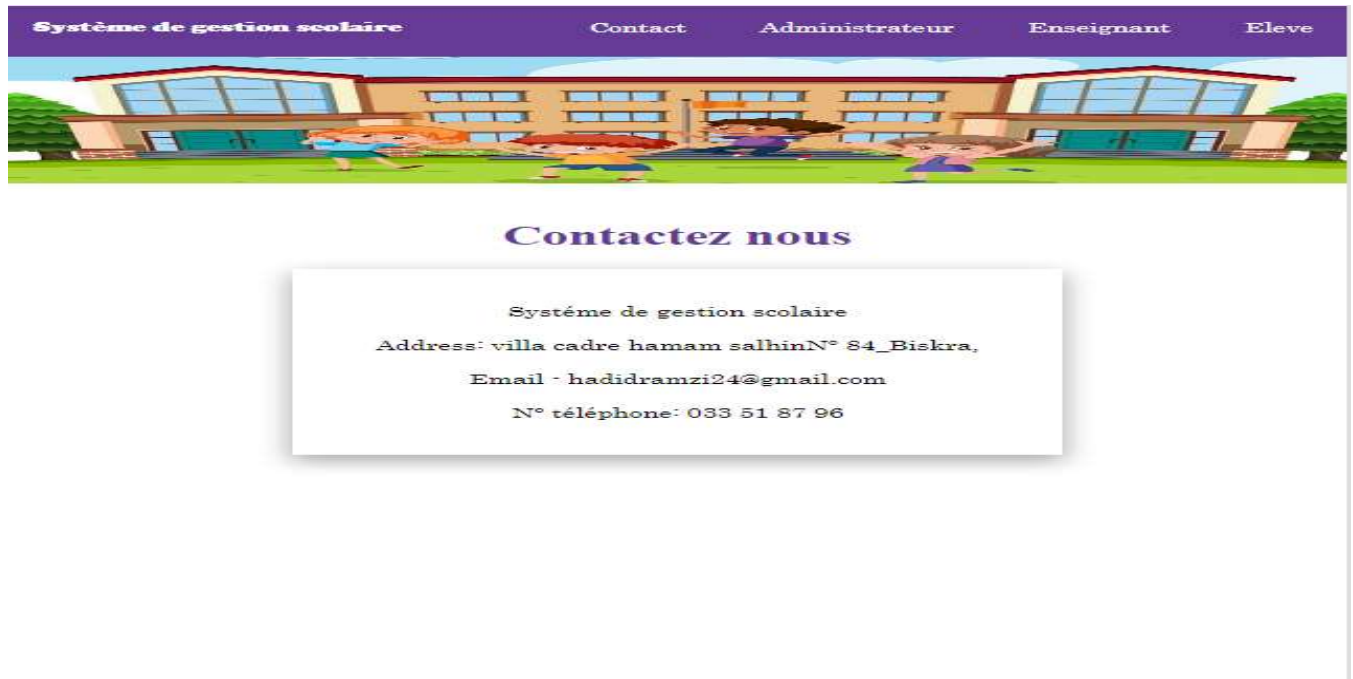 Système de gestion scolaire Contact Administrateur Enseignant Eleve
Contactez nous
Systéme de gestion scolaire
Address: villa cadre hamam salhinN° 84_Biskra,
Email - hadidramzi24@gmail.com
N° téléphone: 033 51 87 96